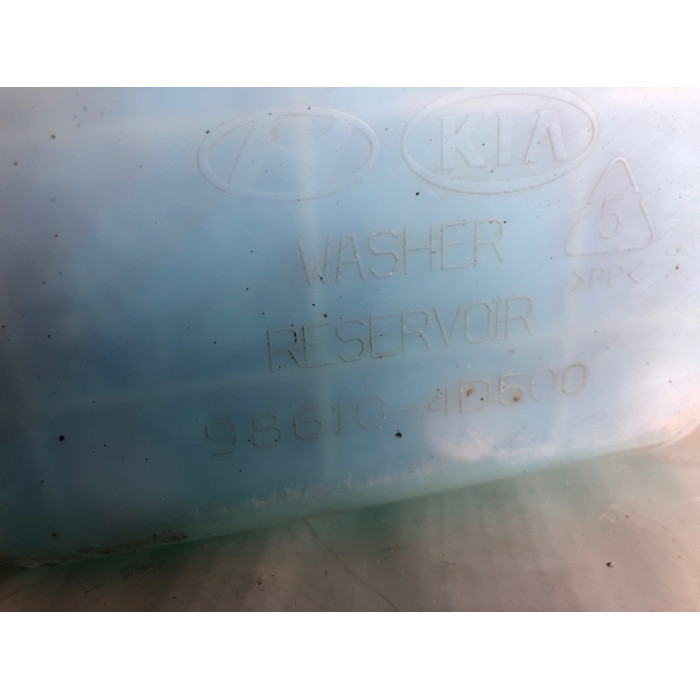 KIA
5
>PP<
WASHER
RESERVOIR
98610-4D500